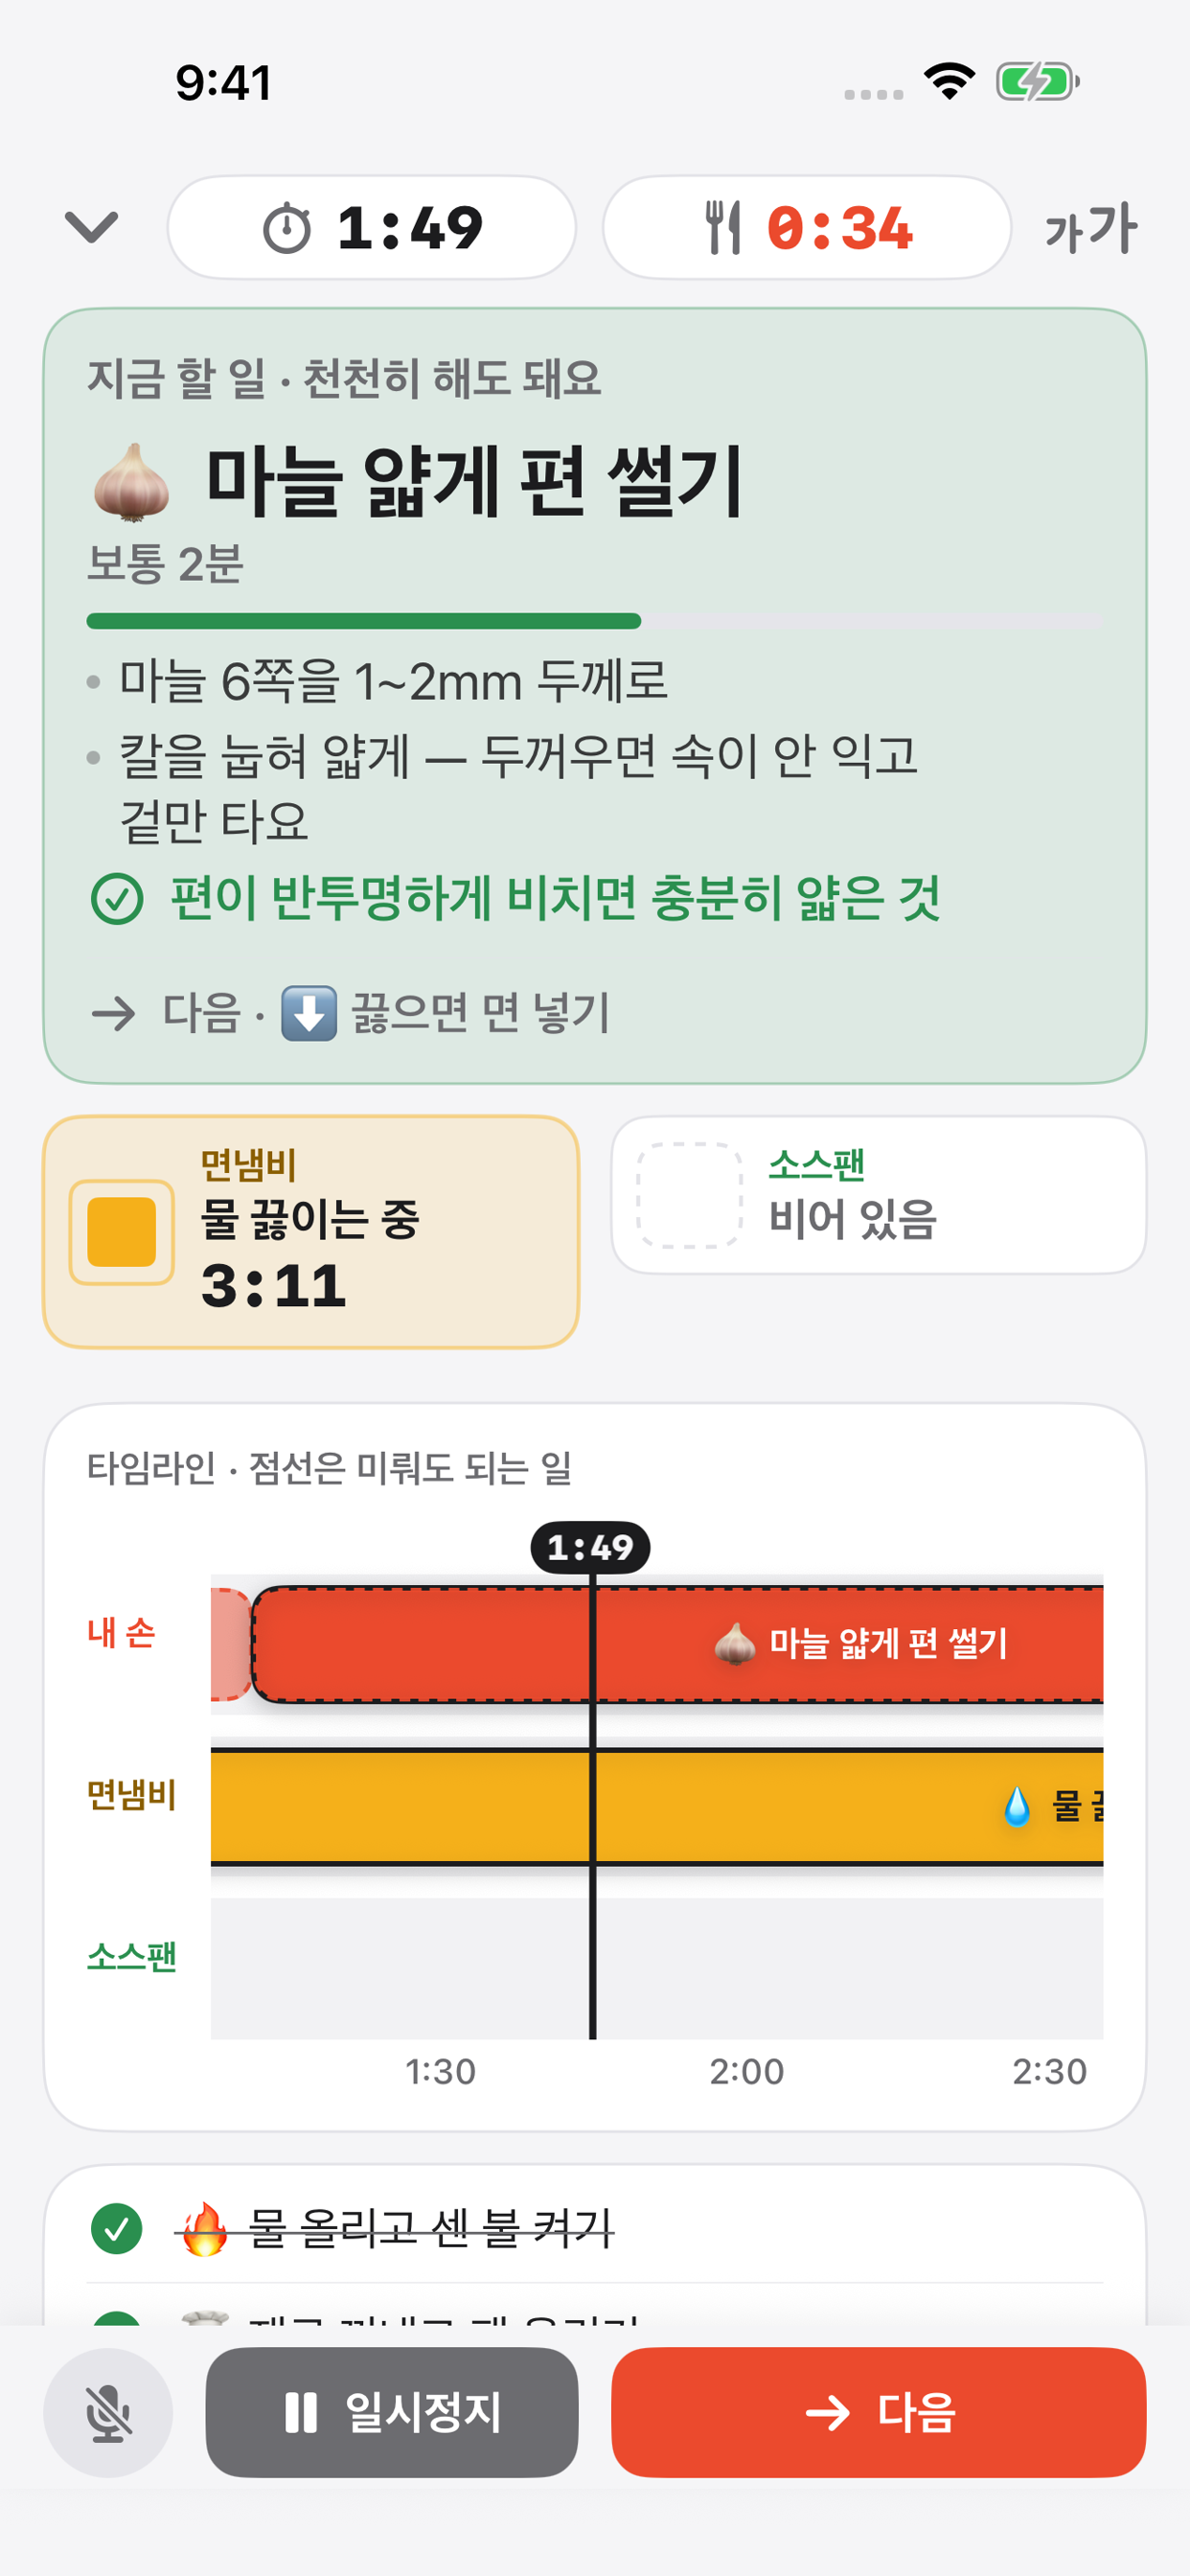 9:41
1:49
0:34
가가
지금 할 일 · 천천히 해도 돼요
🧄 마늘 얇게 편 썰기
보통 2분
• 마늘 6쪽을 1~2mm 두께로
• 칼을 눕혀 얇게 — 두꺼우면 속이 안 익고
겉만 타요
편이 반투명하게 비치면 충분히 얇은 것
→ 다음 · ⬇️ 끓으면 면 넣기
면냄비
물 끓이는 중
3:11
소스팬
비어 있음
타임라인 · 점선은 미뤄도 되는 일
1:49
내 손
🧄 마늘 얇게 편 썰기
면냄비
💧 물
소스팬
1:30
2:00
2:30
🔥 물 올리고 센 불 켜기
일시정지
→ 다음